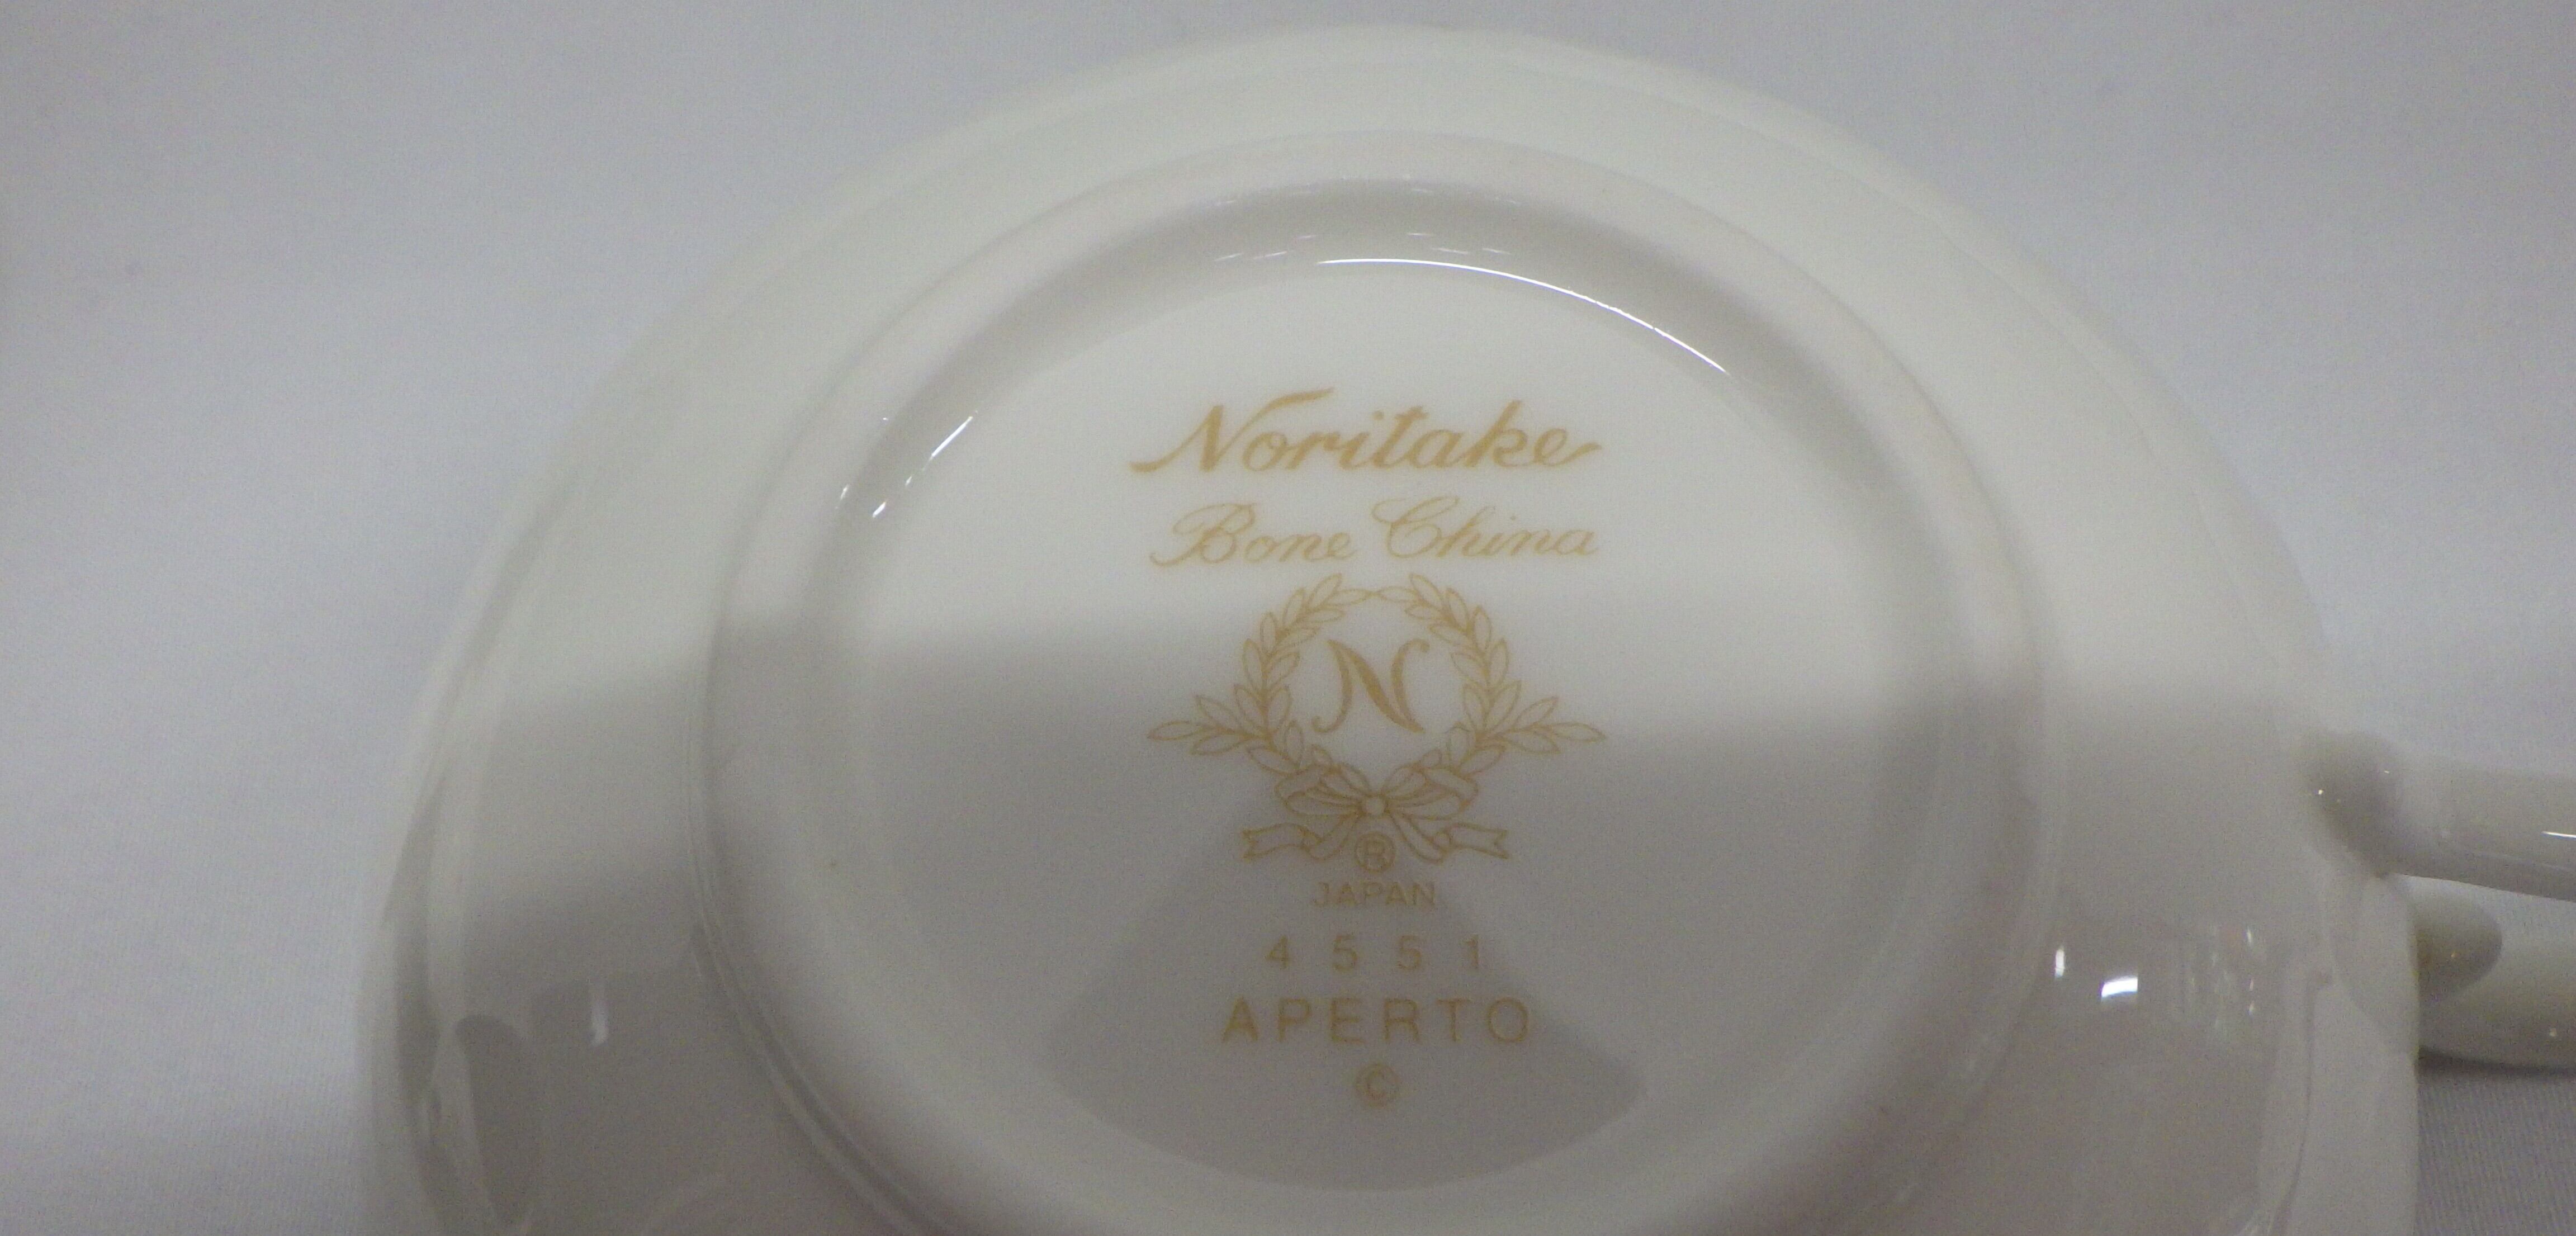 Noritake
Bone China
N
®
JAPAN
4551
APERTO
©